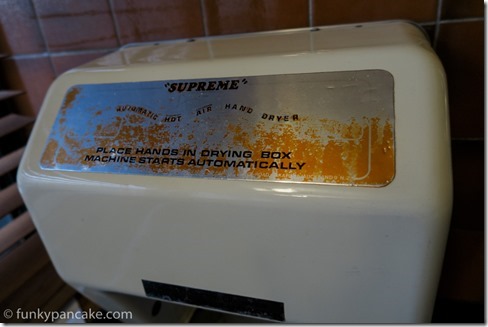 "SUPREME"
AUTOMATIC HOT AIR HAND DRYER
PLACE HANDS IN DRYING BOX
MACHINE STARTS AUTOMATICALLY
© funkypancake.com